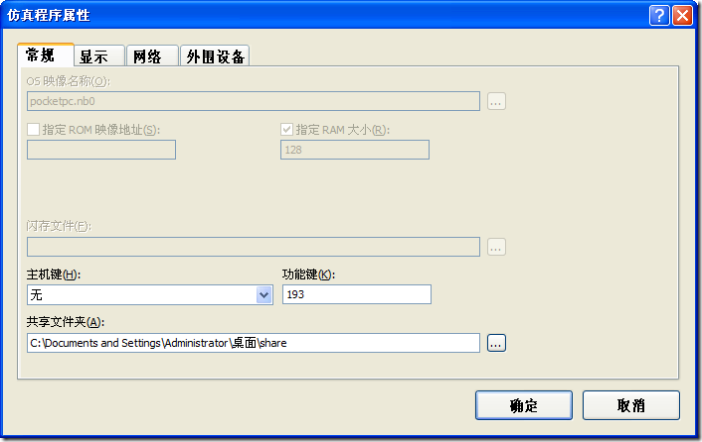 仿真程序属性
常规 显示 网络 外围设备
OS 映像名称(O):
pocketpc.nb0
...
指定 ROM 映像地址(S): 指定 RAM 大小(R):
128
闪存文件(F):
...
主机键(H): 功能键(K):
无 193
共享文件夹(A):
C:\Documents and Settings\Administrator\桌面\share
...
确定 取消